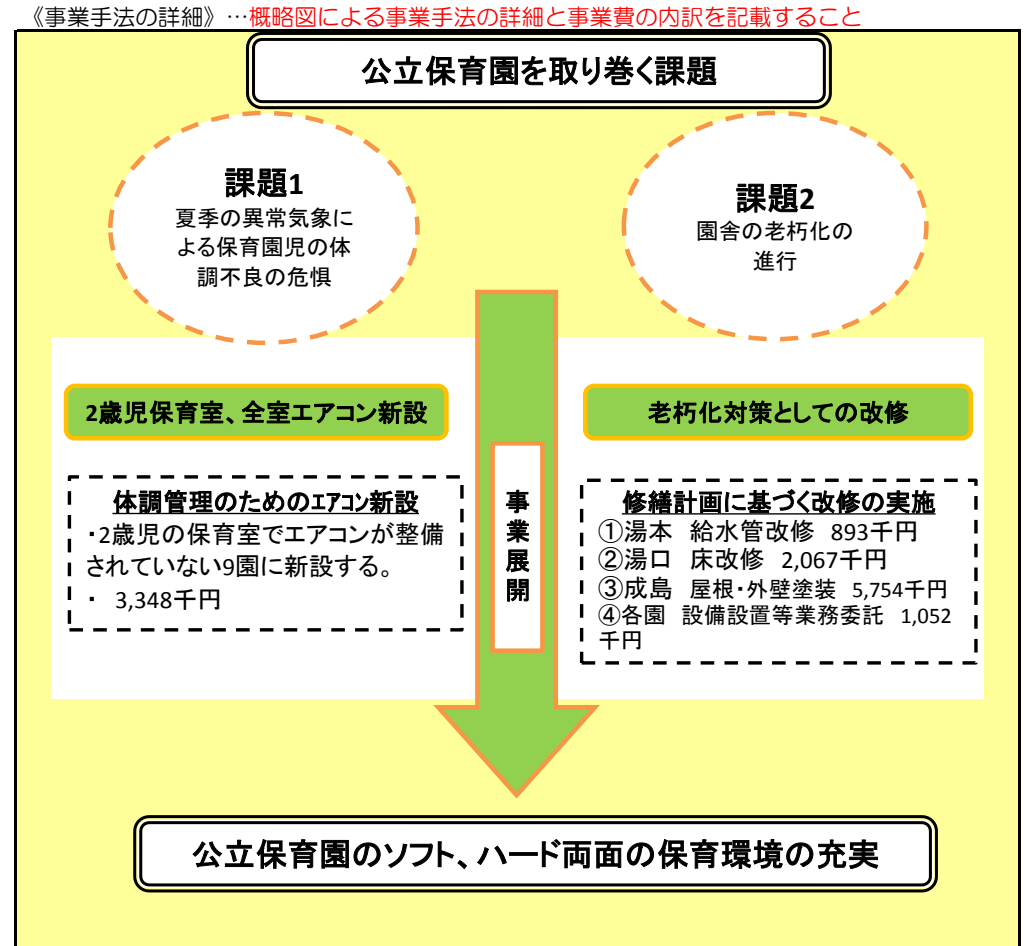 《事業手法の詳細》…概略図による事業手法の詳細と事業費の内訳を記載すること
公立保育園を取り巻く課題
課題1
夏季の異常気象に
よる保育園児の体
調不良の危惧
課題2
園舎の老朽化の
進行
2歳児保育室、全室エアコン新設
体調管理のためのエアコン新設
・2歳児の保育室でエアコンが整備
されていない9園に新設する。
・ 3,348千円
事
業
展
開
老朽化対策としての改修
修繕計画に基づく改修の実施
①湯本 給水管改修 893千円
②湯口 床改修 2,067千円
③成島 屋根・外壁塗装 5,754千円
④各園 設備設置等業務委託 1,052
千円
公立保育園のソフト、ハード両面の保育環境の充実